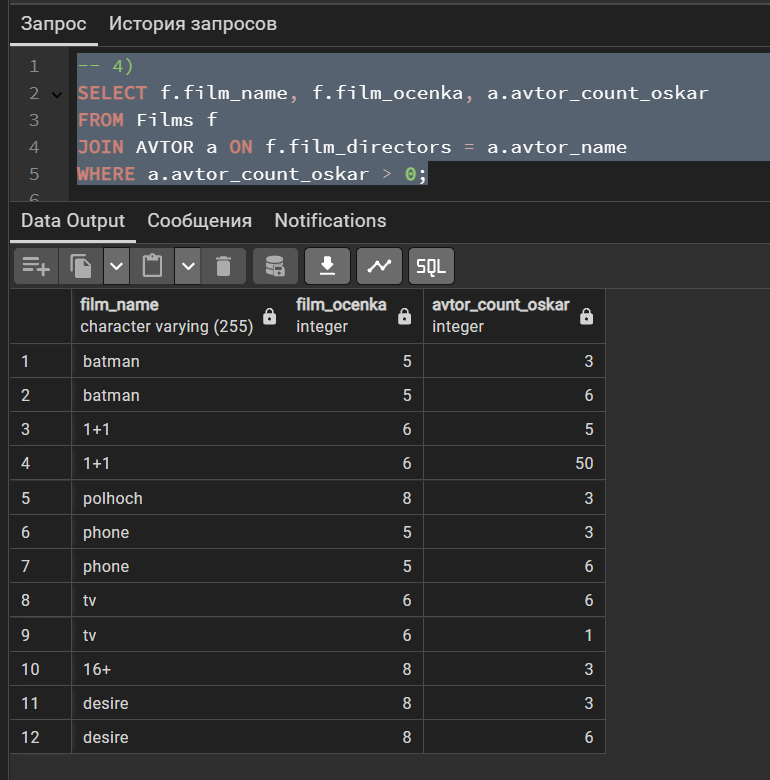 Запрос История запросов
1 -- 4)
2 SELECT f.film_name, f.film_ocenka, a.avtor_count_oskar
3 FROM Films f
4 JOIN AVTOR a ON f.film_directors = a.avtor_name
5 WHERE a.avtor_count_oskar > 0;
6
Data Output Сообщения Notifications
SQL
film_name film_ocenka avtor_count_oskar
character varying (255) integer integer
1 batman 5 3
2 batman 5 6
3 1+1 6 5
4 1+1 6 50
5 polhoch 8 3
6 phone 5 3
7 phone 5 6
8 tv 6 6
9 tv 6 1
10 16+ 8 3
11 desire 8 3
12 desire 8 6